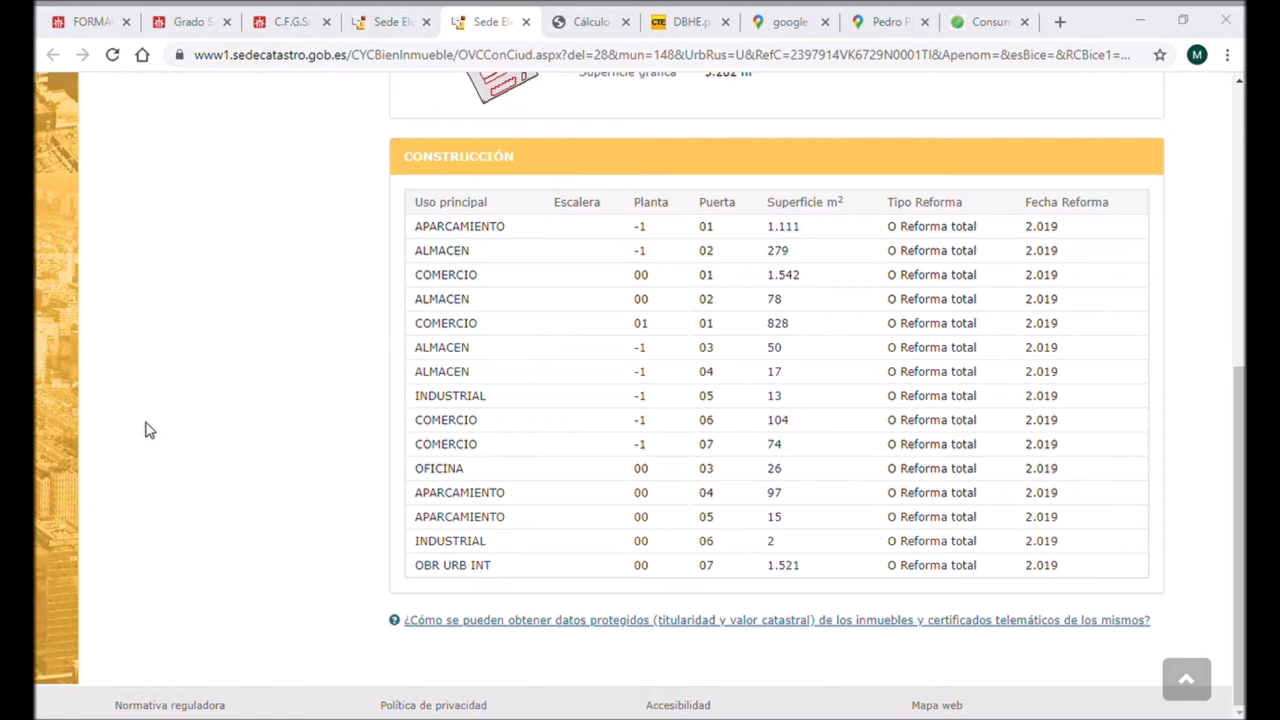 FORMA
Grado S
C.F.G.S:
Sede Ele
Sede Ele
Cálculo
DBHE.p
google
Pedro P
Consum
www1.sedecatastro.gob.es/CYCBienInmueble/OVCConCiud.aspx?del=28&mun=148&UrbRus=U&RefC=2397914VK6729N0001TI&Apenom=&esBice=&RCBice1=...
M
Superficie gráfica
CONSTRUCCIÓN
Uso principal Escalera Planta Puerta Superficie m² Tipo Reforma Fecha Reforma
APARCAMIENTO -1 01 1.111 O Reforma total 2.019
ALMACEN -1 02 279 O Reforma total 2.019
COMERCIO 00 01 1.542 O Reforma total 2.019
ALMACEN 00 02 78 O Reforma total 2.019
COMERCIO 01 01 828 O Reforma total 2.019
ALMACEN -1 03 50 O Reforma total 2.019
ALMACEN -1 04 17 O Reforma total 2.019
INDUSTRIAL -1 05 13 O Reforma total 2.019
COMERCIO -1 06 104 O Reforma total 2.019
COMERCIO -1 07 74 O Reforma total 2.019
OFICINA 00 03 26 O Reforma total 2.019
APARCAMIENTO 00 04 97 O Reforma total 2.019
APARCAMIENTO 00 05 15 O Reforma total 2.019
INDUSTRIAL 00 06 2 O Reforma total 2.019
OBR URB INT 00 07 1.521 O Reforma total 2.019
¿Cómo se pueden obtener datos protegidos (titularidad y valor catastral) de los inmuebles y certificados telemáticos de los mismos?
Normativa reguladora Política de privacidad Accesibilidad Mapa web